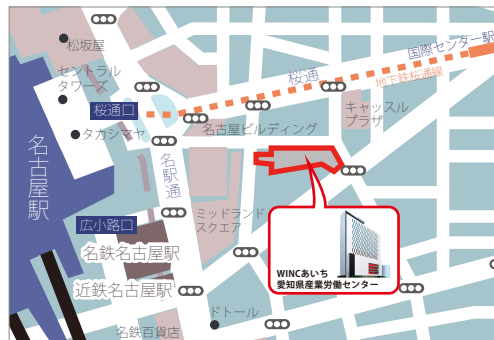 松坂屋
セントラル
タワーズ
桜通口
タカシマヤ
名古屋駅
名駅通
広小路口
名鉄名古屋駅
近鉄名古屋駅
名鉄百貨店
ドトール
ミッドランド
スクエア
名古屋ビルディング
桜通
国際センター駅
地下鉄桜通線
キャッスル
プラザ
WINCあいち
愛知県産業労働センター